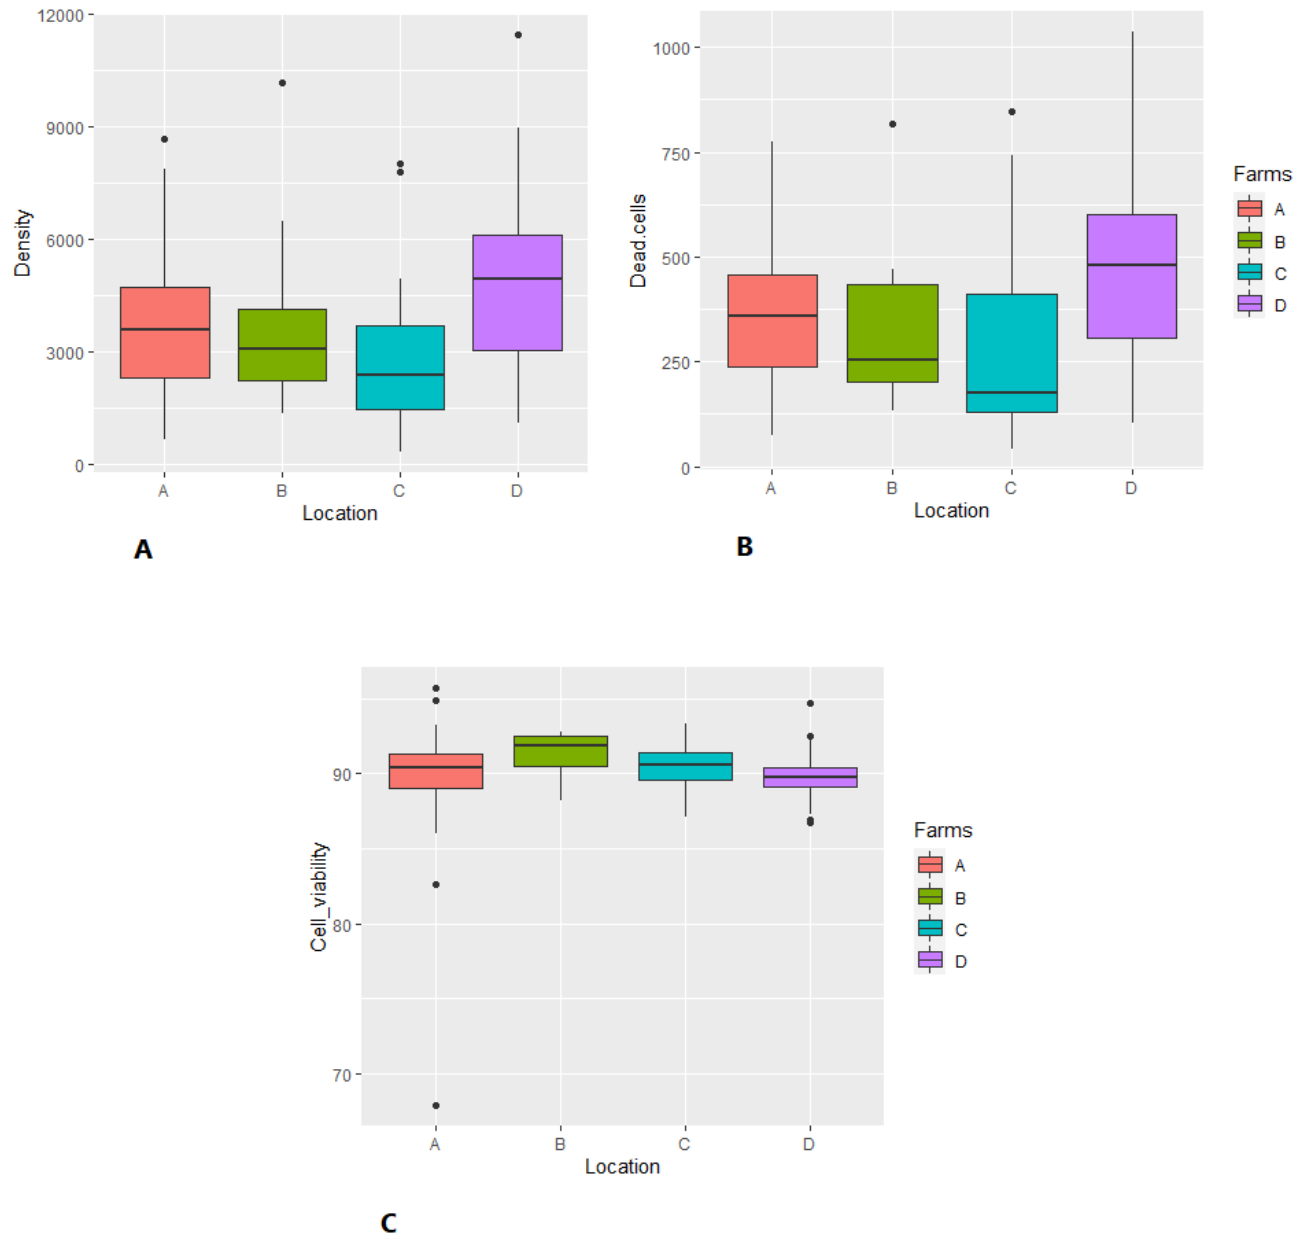 12000
9000
6000
3000
0
Density
A B C D
Location
A
1000
750
500
250
0
Dead.cells
A B C D
Location
B
Farms
A
B
C
D
90
80
70
Cell_viability
A B C D
Location
C
Farms
A
B
C
D